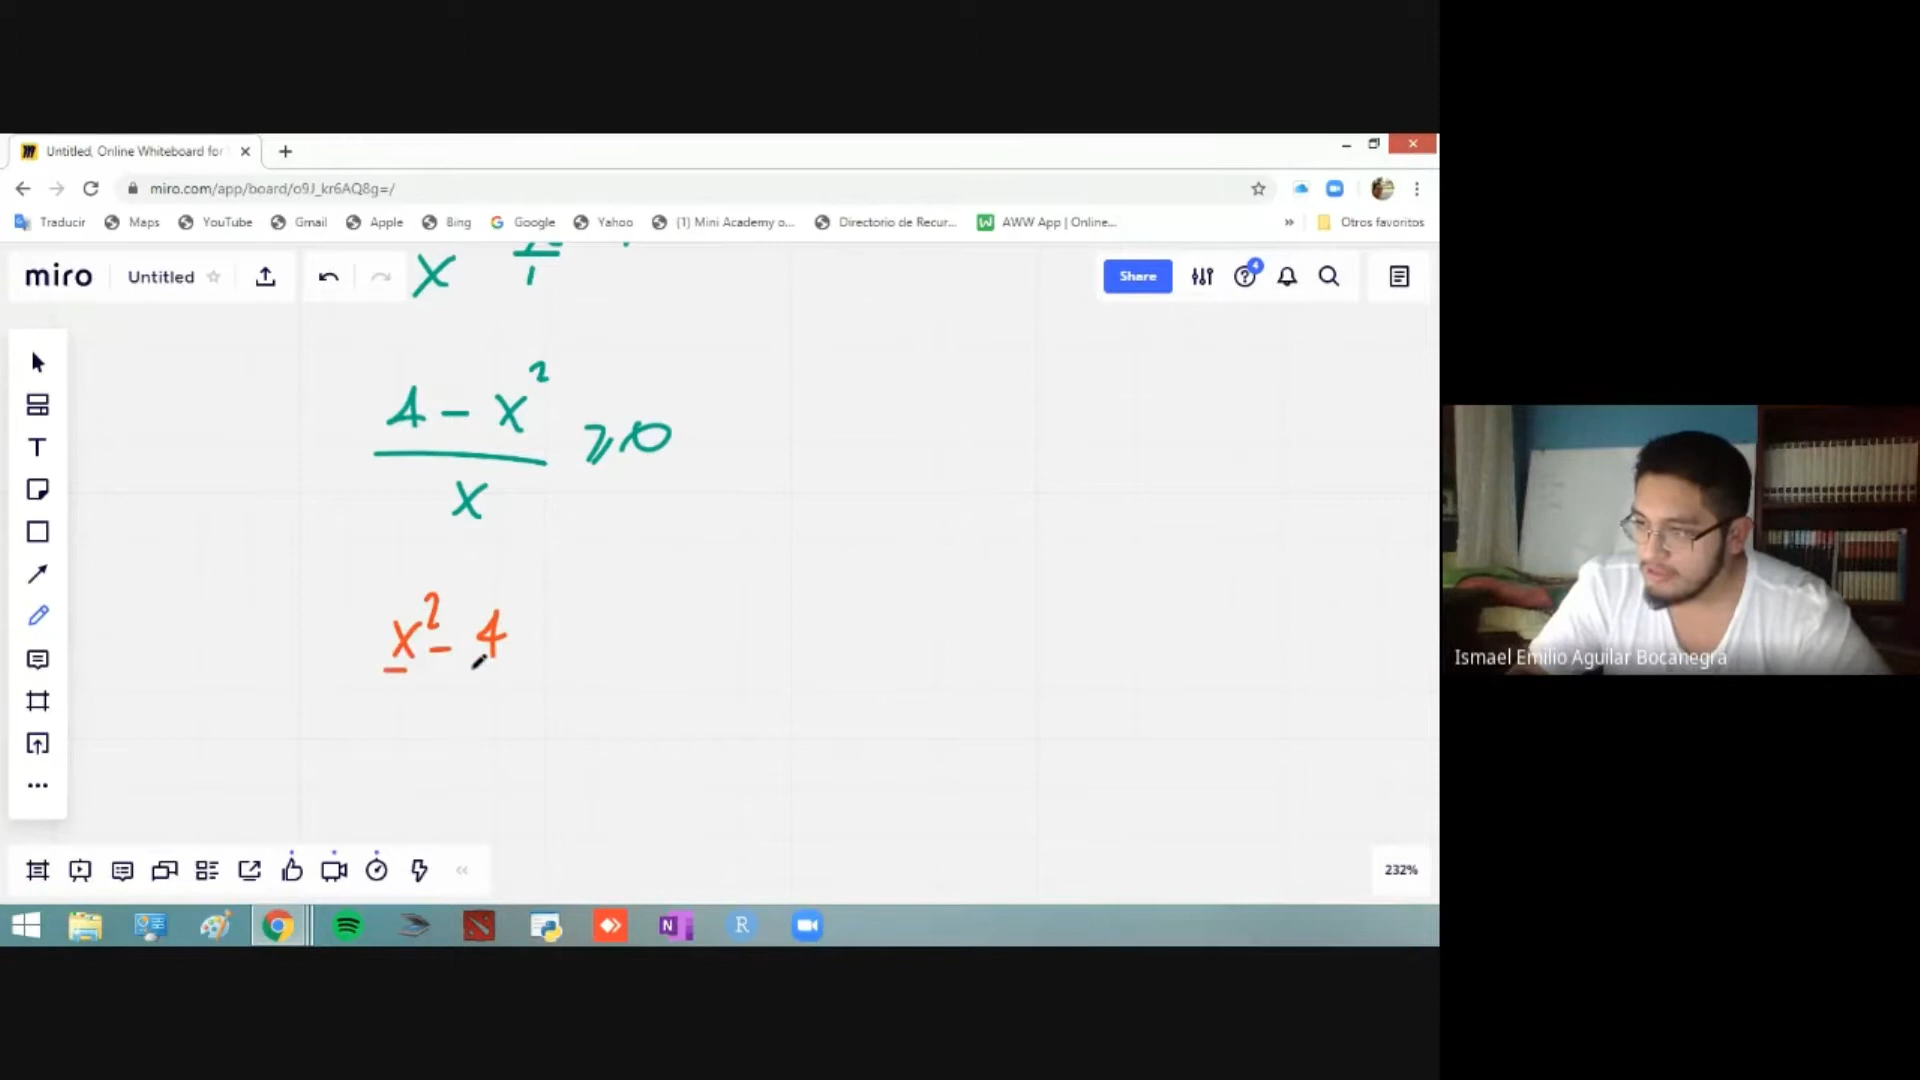 Untitled, Online Whiteboard for
miro.com/app/board/o9J_kr6AQ8g=/
Traducir Maps YouTube Gmail Apple Bing Google Yahoo (1) Mini Academy o... Directorio de Recur... AWW App | Online... » Otros favoritos
miro Untitled Share 4
x 1
4 - x²
x
≥0
x² - 4
Ismael Emilio Aguilar Bocanegra
232%